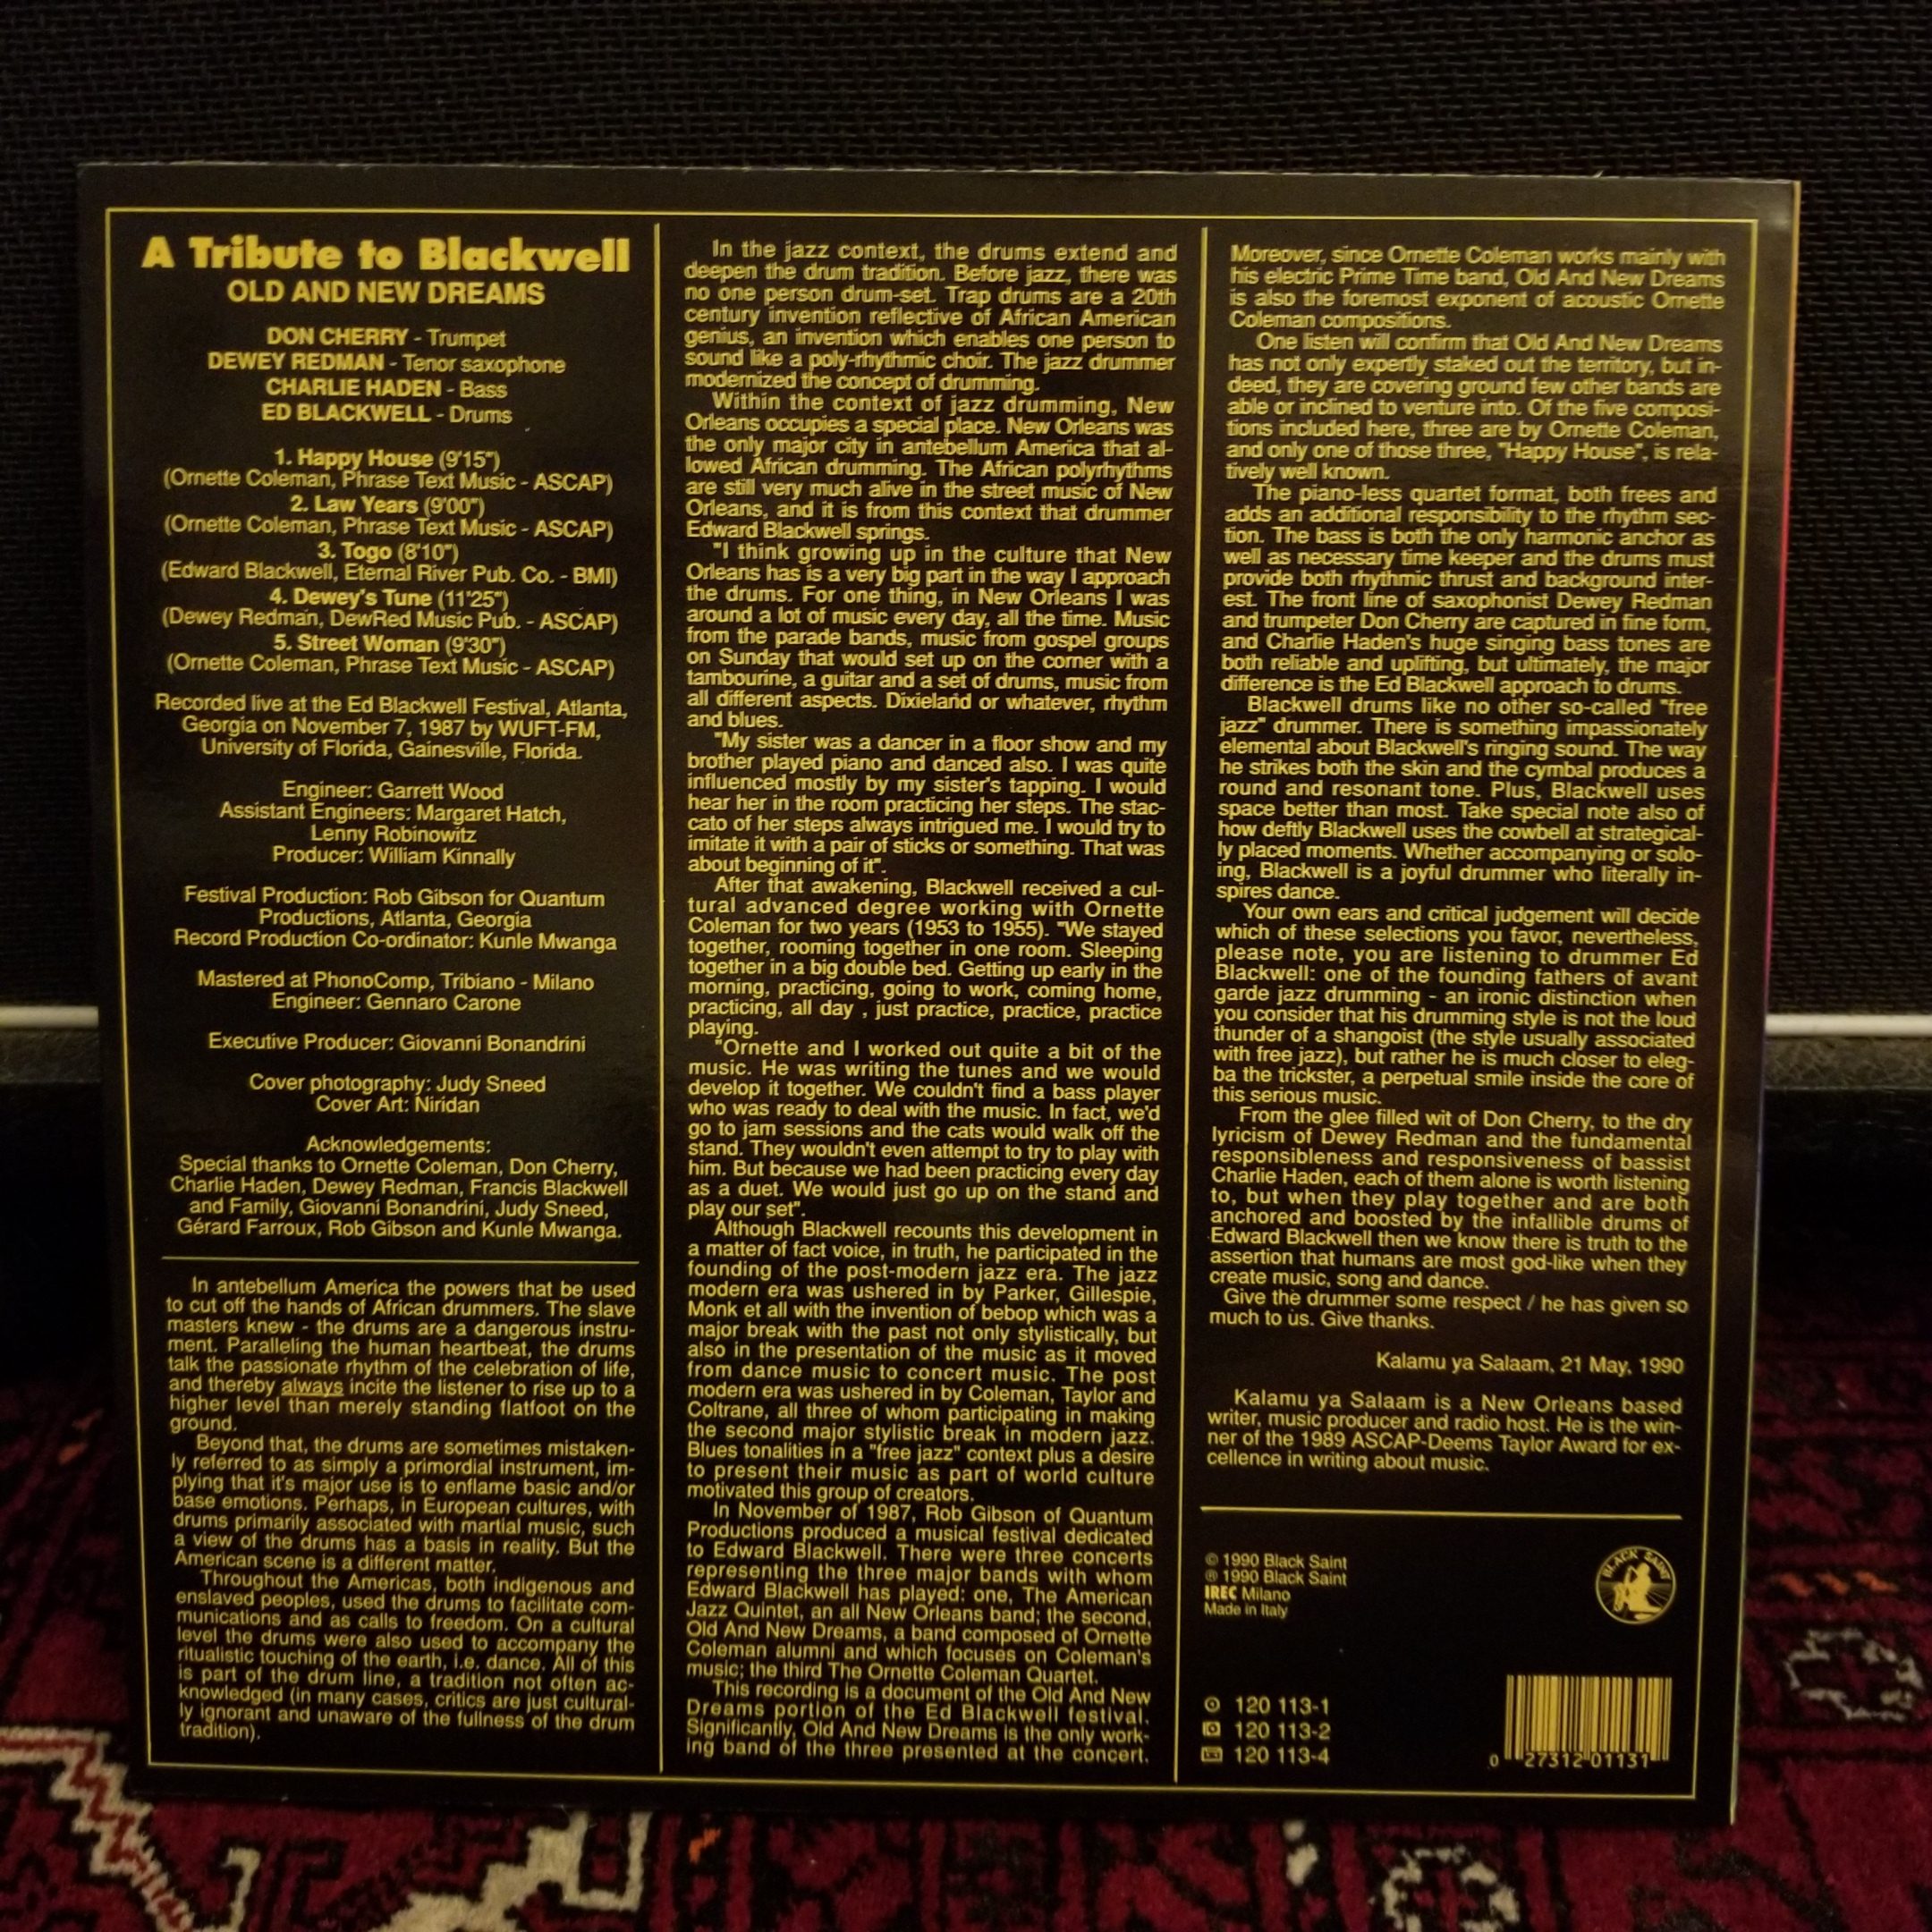 A Tribute to Blackwell
OLD AND NEW DREAMS
DON CHERRY - Trumpet
DEWEY REDMAN - Tenor saxophone
CHARLIE HADEN - Bass
ED BLACKWELL - Drums
1. Happy House (9'15")
(Ornette Coleman, Phrase Text Music - ASCAP)
2. Law Years (9'00")
(Ornette Coleman, Phrase Text Music - ASCAP)
3. Togo (8'10")
(Edward Blackwell, Eternal River Pub. Co. - BMI)
4. Dewey's Tune (11'25")
(Dewey Redman, DewRed Music Pub. - ASCAP)
5. Street Woman (9'30")
(Ornette Coleman, Phrase Text Music - ASCAP)
Recorded live at the Ed Blackwell Festival, Atlanta,
Georgia on November 7, 1987 by WUFT-FM,
University of Florida, Gainesville, Florida.
Engineer: Garrett Wood
Assistant Engineers: Margaret Hatch,
Lenny Robinowitz
Producer: William Kinnally
Festival Production: Rob Gibson for Quantum
Productions, Atlanta, Georgia
Record Production Co-ordinator: Kunle Mwanga
Mastered at PhonoComp, Tribiano - Milano
Engineer: Gennaro Carone
Executive Producer: Giovanni Bonandrini
Cover photography: Judy Sneed
Cover Art: Niridan
Acknowledgements:
Special thanks to Ornette Coleman, Don Cherry,
Charlie Haden, Dewey Redman, Francis Blackwell
and Family, Giovanni Bonandrini, Judy Sneed,
Gérard Farroux, Rob Gibson and Kunle Mwanga.
In antebellum America the powers that be used
to cut off the hands of African drummers. The slave
masters knew - the drums are a dangerous instru-
ment. Paralleling the human heartbeat, the drums
talk the passionate rhythm of the celebration of life,
and thereby always incite the listener to rise up to a
higher level than merely standing flatfoot on the
ground.
Beyond that, the drums are sometimes mistaken-
ly referred to as simply a primordial instrument, im-
plying that it's major use is to enflame basic and/or
base emotions. Perhaps, in European cultures, with
drums primarily associated with martial music, such
a view of the drums has a basis in reality. But the
American scene is a different matter.
Throughout the Americas, both indigenous and
enslaved peoples, used the drums to facilitate com-
munications and as calls to freedom. On a cultural
level the drums were also used to accompany the
ritualistic touching of the earth, i.e. dance. All of this
is part of the drum line, a tradition not often ac-
knowledged (in many cases, critics are just cultural-
ly ignorant and unaware of the fullness of the drum
tradition).
In the jazz context, the drums extend and
deepen the drum tradition. Before jazz, there was
no one person drum-set. Trap drums are a 20th
century invention reflective of African American
genius, an invention which enables one person to
sound like a poly-rhythmic choir. The jazz drummer
modernized the concept of drumming.
Within the context of jazz drumming, New
Orleans occupies a special place. New Orleans was
the only major city in antebellum America that al-
lowed African drumming. The African polyrhythms
are still very much alive in the street music of New
Orleans, and it is from this context that drummer
Edward Blackwell springs.
"I think growing up in the culture that New
Orleans has is a very big part in the way I approach
the drums. For one thing, in New Orleans I was
around a lot of music every day, all the time. Music
from the parade bands, music from gospel groups
on Sunday that would set up on the corner with a
tambourine, a guitar and a set of drums, music from
all different aspects. Dixieland or whatever, rhythm
and blues.
"My sister was a dancer in a floor show and my
brother played piano and danced also. I was quite
influenced mostly by my sister's tapping. I would
hear her in the room practicing her steps. The stac-
cato of her steps always intrigued me. I would try to
imitate it with a pair of sticks or something. That was
about beginning of it".
After that awakening, Blackwell received a cul-
tural advanced degree working with Ornette
Coleman for two years (1953 to 1955). "We stayed
together, rooming together in one room. Sleeping
together in a big double bed. Getting up early in the
morning, practicing, going to work, coming home,
practicing, all day , just practice, practice, practice
playing.
"Ornette and I worked out quite a bit of the
music. He was writing the tunes and we would
develop it together. We couldn't find a bass player
who was ready to deal with the music. In fact, we'd
go to jam sessions and the cats would walk off the
stand. They wouldn't even attempt to try to play with
him. But because we had been practicing every day
as a duet. We would just go up on the stand and
play our set".
Although Blackwell recounts this development in
a matter of fact voice, in truth, he participated in the
founding of the post-modern jazz era. The jazz
modern era was ushered in by Parker, Gillespie,
Monk et all with the invention of bebop which was a
major break with the past not only stylistically, but
also in the presentation of the music as it moved
from dance music to concert music. The post
modern era was ushered in by Coleman, Taylor and
Coltrane, all three of whom participating in making
the second major stylistic break in modern jazz.
Blues tonalities in a "free jazz" context plus a desire
to present their music as part of world culture
motivated this group of creators.
In November of 1987, Rob Gibson of Quantum
Productions produced a musical festival dedicated
to Edward Blackwell. There were three concerts
representing the three major bands with whom
Edward Blackwell has played: one, The American
Jazz Quintet, an all New Orleans band; the second,
Old And New Dreams, a band composed of Ornette
Coleman alumni and which focuses on Coleman's
music; the third The Ornette Coleman Quartet.
This recording is a document of the Old And New
Dreams portion of the Ed Blackwell festival.
Significantly, Old And New Dreams is the only work-
ing band of the three presented at the concert.
Moreover, since Ornette Coleman works mainly with
his electric Prime Time band, Old And New Dreams
is also the foremost exponent of acoustic Ornette
Coleman compositions.
One listen will confirm that Old And New Dreams
has not only expertly staked out the territory, but in-
deed, they are covering ground few other bands are
able or inclined to venture into. Of the five composi-
tions included here, three are by Ornette Coleman,
and only one of those three, "Happy House", is rela-
tively well known.
The piano-less quartet format, both frees and
adds an additional responsibility to the rhythm sec-
tion. The bass is both the only harmonic anchor as
well as necessary time keeper and the drums must
provide both rhythmic thrust and background inter-
est. The front line of saxophonist Dewey Redman
and trumpeter Don Cherry are captured in fine form,
and Charlie Haden's huge singing bass tones are
both reliable and uplifting, but ultimately, the major
difference is the Ed Blackwell approach to drums.
Blackwell drums like no other so-called "free
jazz" drummer. There is something impassionately
elemental about Blackwell's ringing sound. The way
he strikes both the skin and the cymbal produces a
round and resonant tone. Plus, Blackwell uses
space better than most. Take special note also of
how deftly Blackwell uses the cowbell at strategical-
ly placed moments. Whether accompanying or solo-
ing, Blackwell is a joyful drummer who literally in-
spires dance.
Your own ears and critical judgement will decide
which of these selections you favor, nevertheless,
please note, you are listening to drummer Ed
Blackwell: one of the founding fathers of avant
garde jazz drumming - an ironic distinction when
you consider that his drumming style is not the loud
thunder of a shangoist (the style usually associated
with free jazz), but rather he is much closer to eleg-
ba the trickster, a perpetual smile inside the core of
this serious music.
From the glee filled wit of Don Cherry, to the dry
lyricism of Dewey Redman and the fundamental
responsibleness and responsiveness of bassist
Charlie Haden, each of them alone is worth listening
to, but when they play together and are both
anchored and boosted by the infallible drums of
Edward Blackwell then we know there is truth to the
assertion that humans are most god-like when they
create music, song and dance.
Give the drummer some respect / he has given so
much to us. Give thanks.
Kalamu ya Salaam, 21 May, 1990
Kalamu ya Salaam is a New Orleans based
writer, music producer and radio host. He is the win-
ner of the 1989 ASCAP-Deems Taylor Award for ex-
cellence in writing about music.
© 1990 Black Saint
℗ 1990 Black Saint
IREC Milano
Made in Italy
BLACK SAINT
120 113-1
120 113-2
120 113-4
0 27312 01131